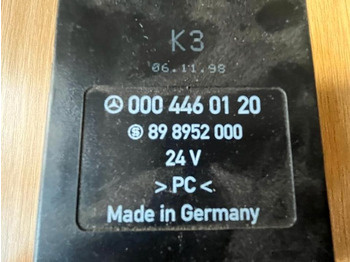 K3
06.11.98
000 446 01 20
89 8952 000
24 V
> PC <
Made in Germany